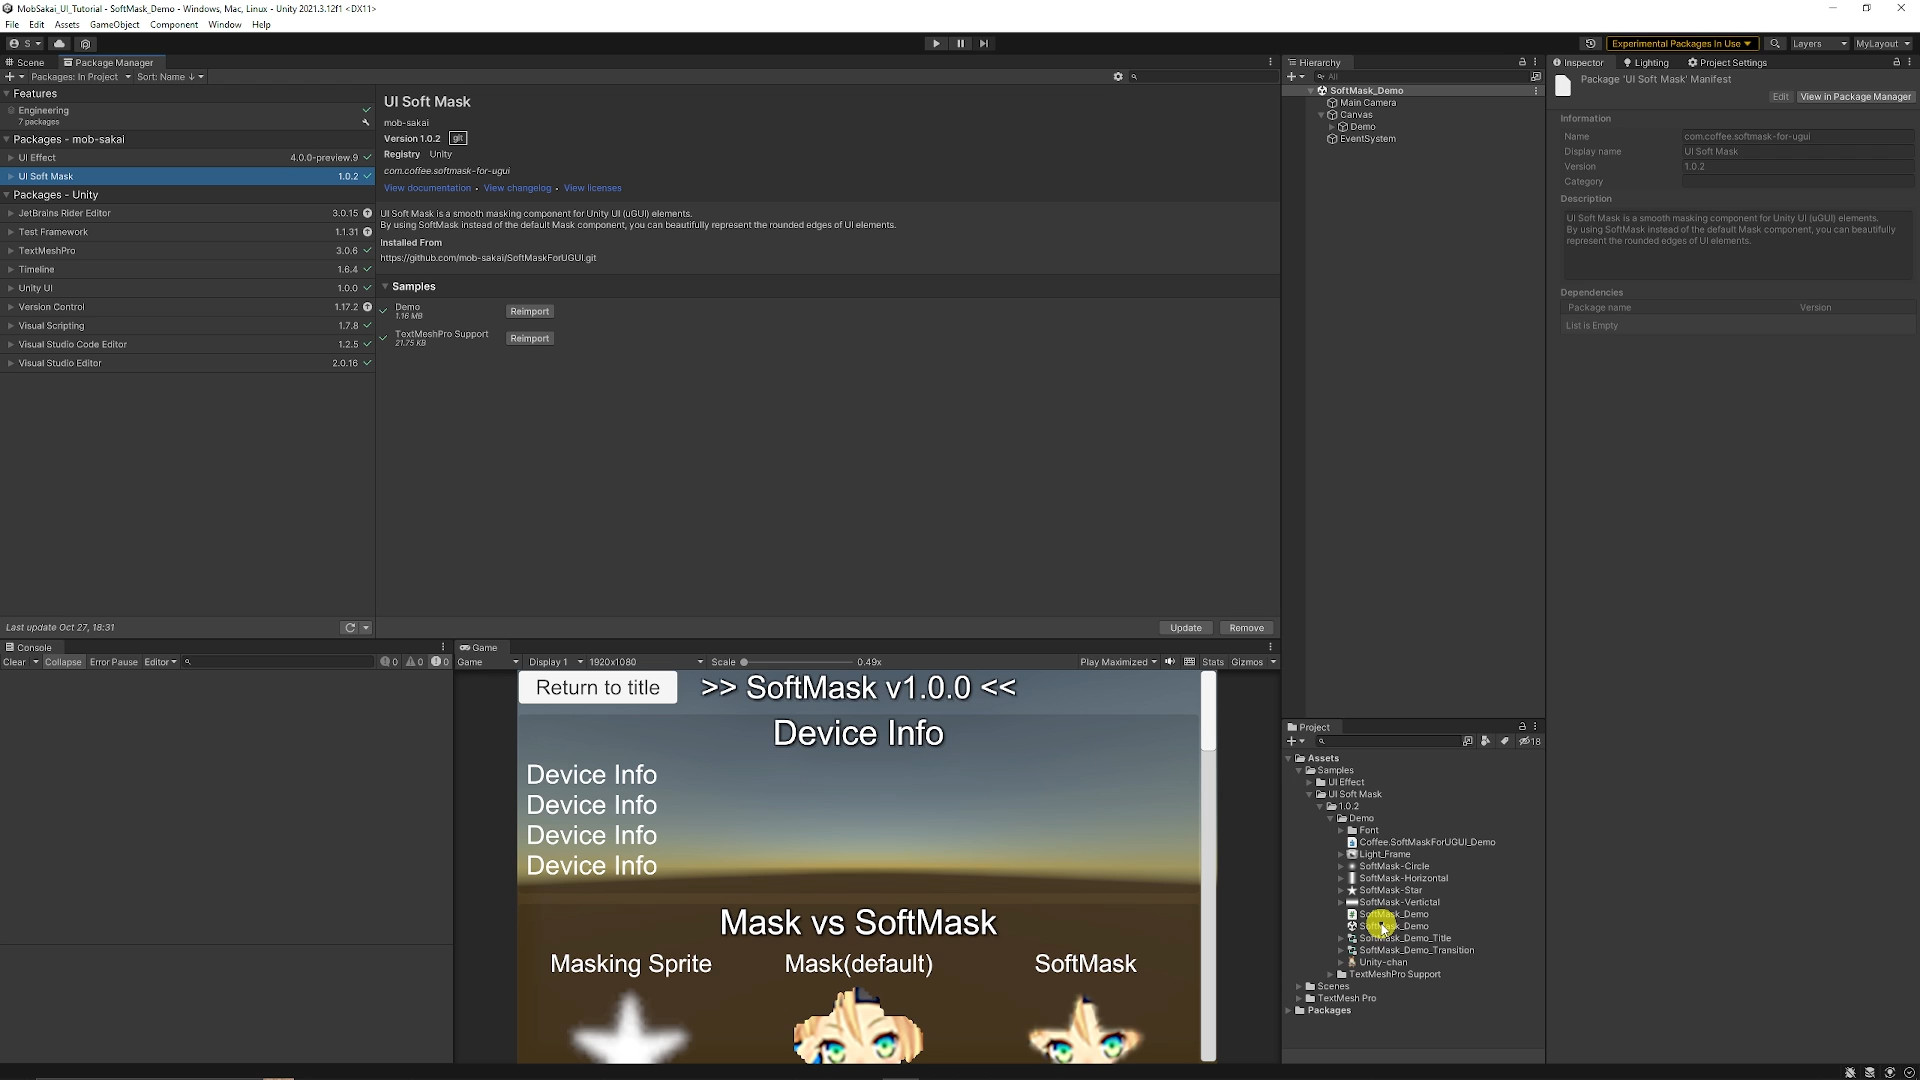 MobSakai_UI_Tutorial - SoftMask_Demo - Windows, Mac, Linux - Unity 2021.3.12f1 <DX11>
File Edit Assets GameObject Component Window Help
S Experimental Packages In Use Layers MyLayout
Scene Package Manager
Packages: In Project Sort: Name ↓
Features
Engineering
7 packages
Packages - mob-sakai
UI Effect 4.0.0-preview.9
UI Soft Mask 1.0.2
Packages - Unity
JetBrains Rider Editor 3.0.15
Test Framework 1.1.31
TextMeshPro 3.0.6
Timeline 1.6.4
Unity UI 1.0.0
Version Control 1.17.2
Visual Scripting 1.7.8
Visual Studio Code Editor 1.2.5
Visual Studio Editor 2.0.16
Last update Oct 27, 18:31
UI Soft Mask
mob-sakai
Version 1.0.2 git
Registry Unity
com.coffee.softmask-for-ugui
View documentation • View changelog • View licenses
UI Soft Mask is a smooth masking component for Unity UI (uGUI) elements.
By using SoftMask instead of the default Mask component, you can beautifully represent the rounded edges of UI elements.
Installed From
https://github.com/mob-sakai/SoftMaskForUGUI.git
Samples
Demo Reimport
1.16 MB
TextMeshPro Support Reimport
21.75 KB
Update Remove
Console
Clear Collapse Error Pause Editor 0 0 0
Game
Game Display 1 1920x1080 Scale 0.49x Play Maximized Stats Gizmos
Return to title >> SoftMask v1.0.0 <<
Device Info
Device Info
Device Info
Device Info
Device Info
Mask vs SoftMask
Masking Sprite Mask(default) SoftMask
Hierarchy
All
SoftMask_Demo
Main Camera
Canvas
Demo
EventSystem
Project
18
Assets
Samples
UI Effect
UI Soft Mask
1.0.2
Demo
Font
Coffee.SoftMaskForUGUI_Demo
Light_Frame
SoftMask-Circle
SoftMask-Horizontal
SoftMask-Star
SoftMask-Vertictal
SoftMask_Demo
SoftMask_Demo
SoftMask_Demo_Title
SoftMask_Demo_Transition
Unity-chan
TextMeshPro Support
Scenes
TextMesh Pro
Packages
Inspector Lighting Project Settings
Package 'UI Soft Mask' Manifest
Edit View in Package Manager
Information
Name com.coffee.softmask-for-ugui
Display name UI Soft Mask
Version 1.0.2
Category
Description
UI Soft Mask is a smooth masking component for Unity UI (uGUI) elements.
By using SoftMask instead of the default Mask component, you can beautifully
represent the rounded edges of UI elements.
Dependencies
Package name Version
List is Empty